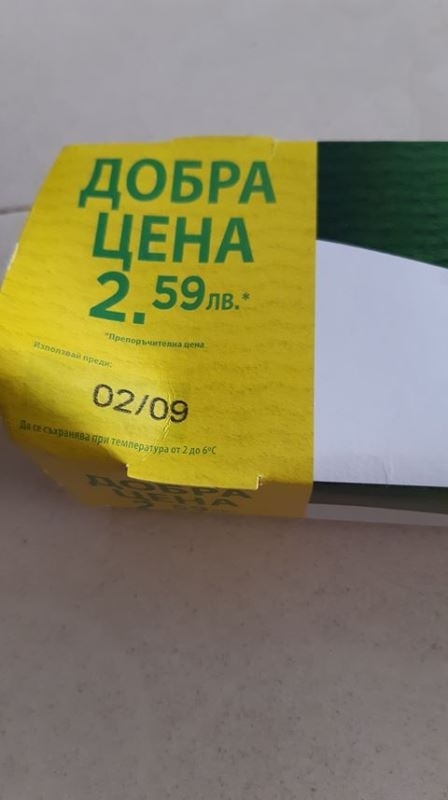 ДОБРА
ЦЕНА
2.59лв.*
*Препоръчителна цена
Използвай преди:
02/09
Да се съхранява при температура от 2 до 6ºC
ДОБРА
ЦЕНА